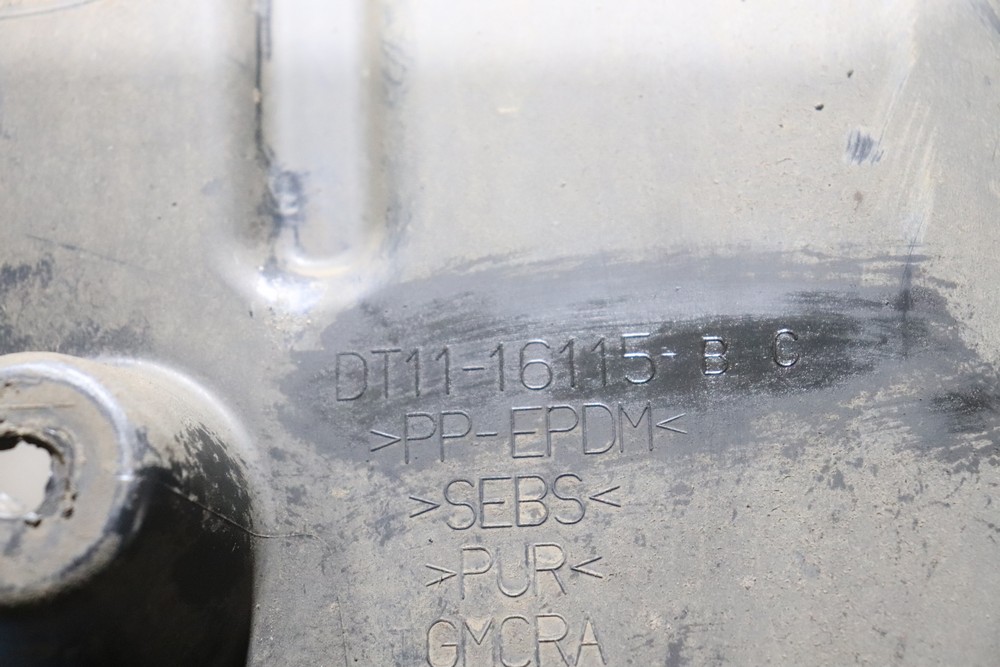 DT11-16115-B C
>PP-EPDM<
>SEBS<
>PUR<
GMCRA